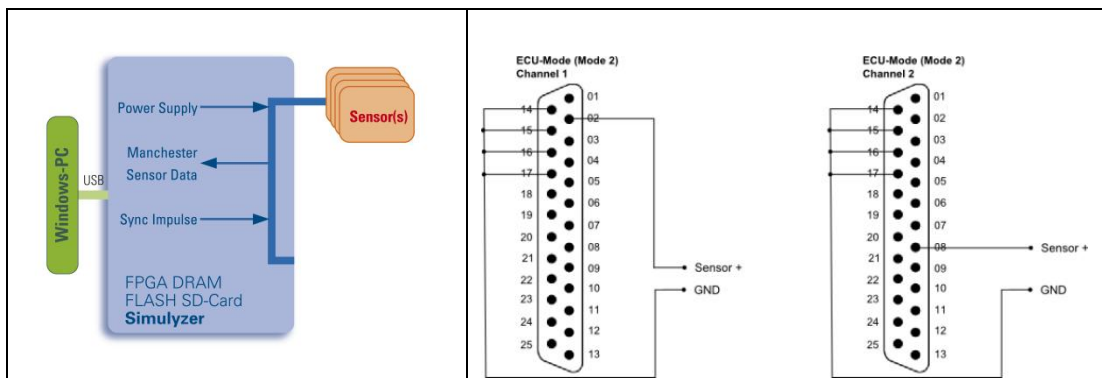 Windows-PC
USB
Power Supply
Manchester
Sensor Data
Sync Impulse
FPGA DRAM
FLASH SD-Card
Simulyzer
Sensor(s)
ECU-Mode (Mode 2)
Channel 1
01
14
02
15
03
16
04
17
05
18
06
19
07
20
08
21
09
22
10
23
11
24
12
25
13
Sensor +
GND
ECU-Mode (Mode 2)
Channel 2
01
14
02
15
03
16
04
17
05
18
06
19
07
20
08
21
09
22
10
23
11
24
12
25
13
Sensor +
GND